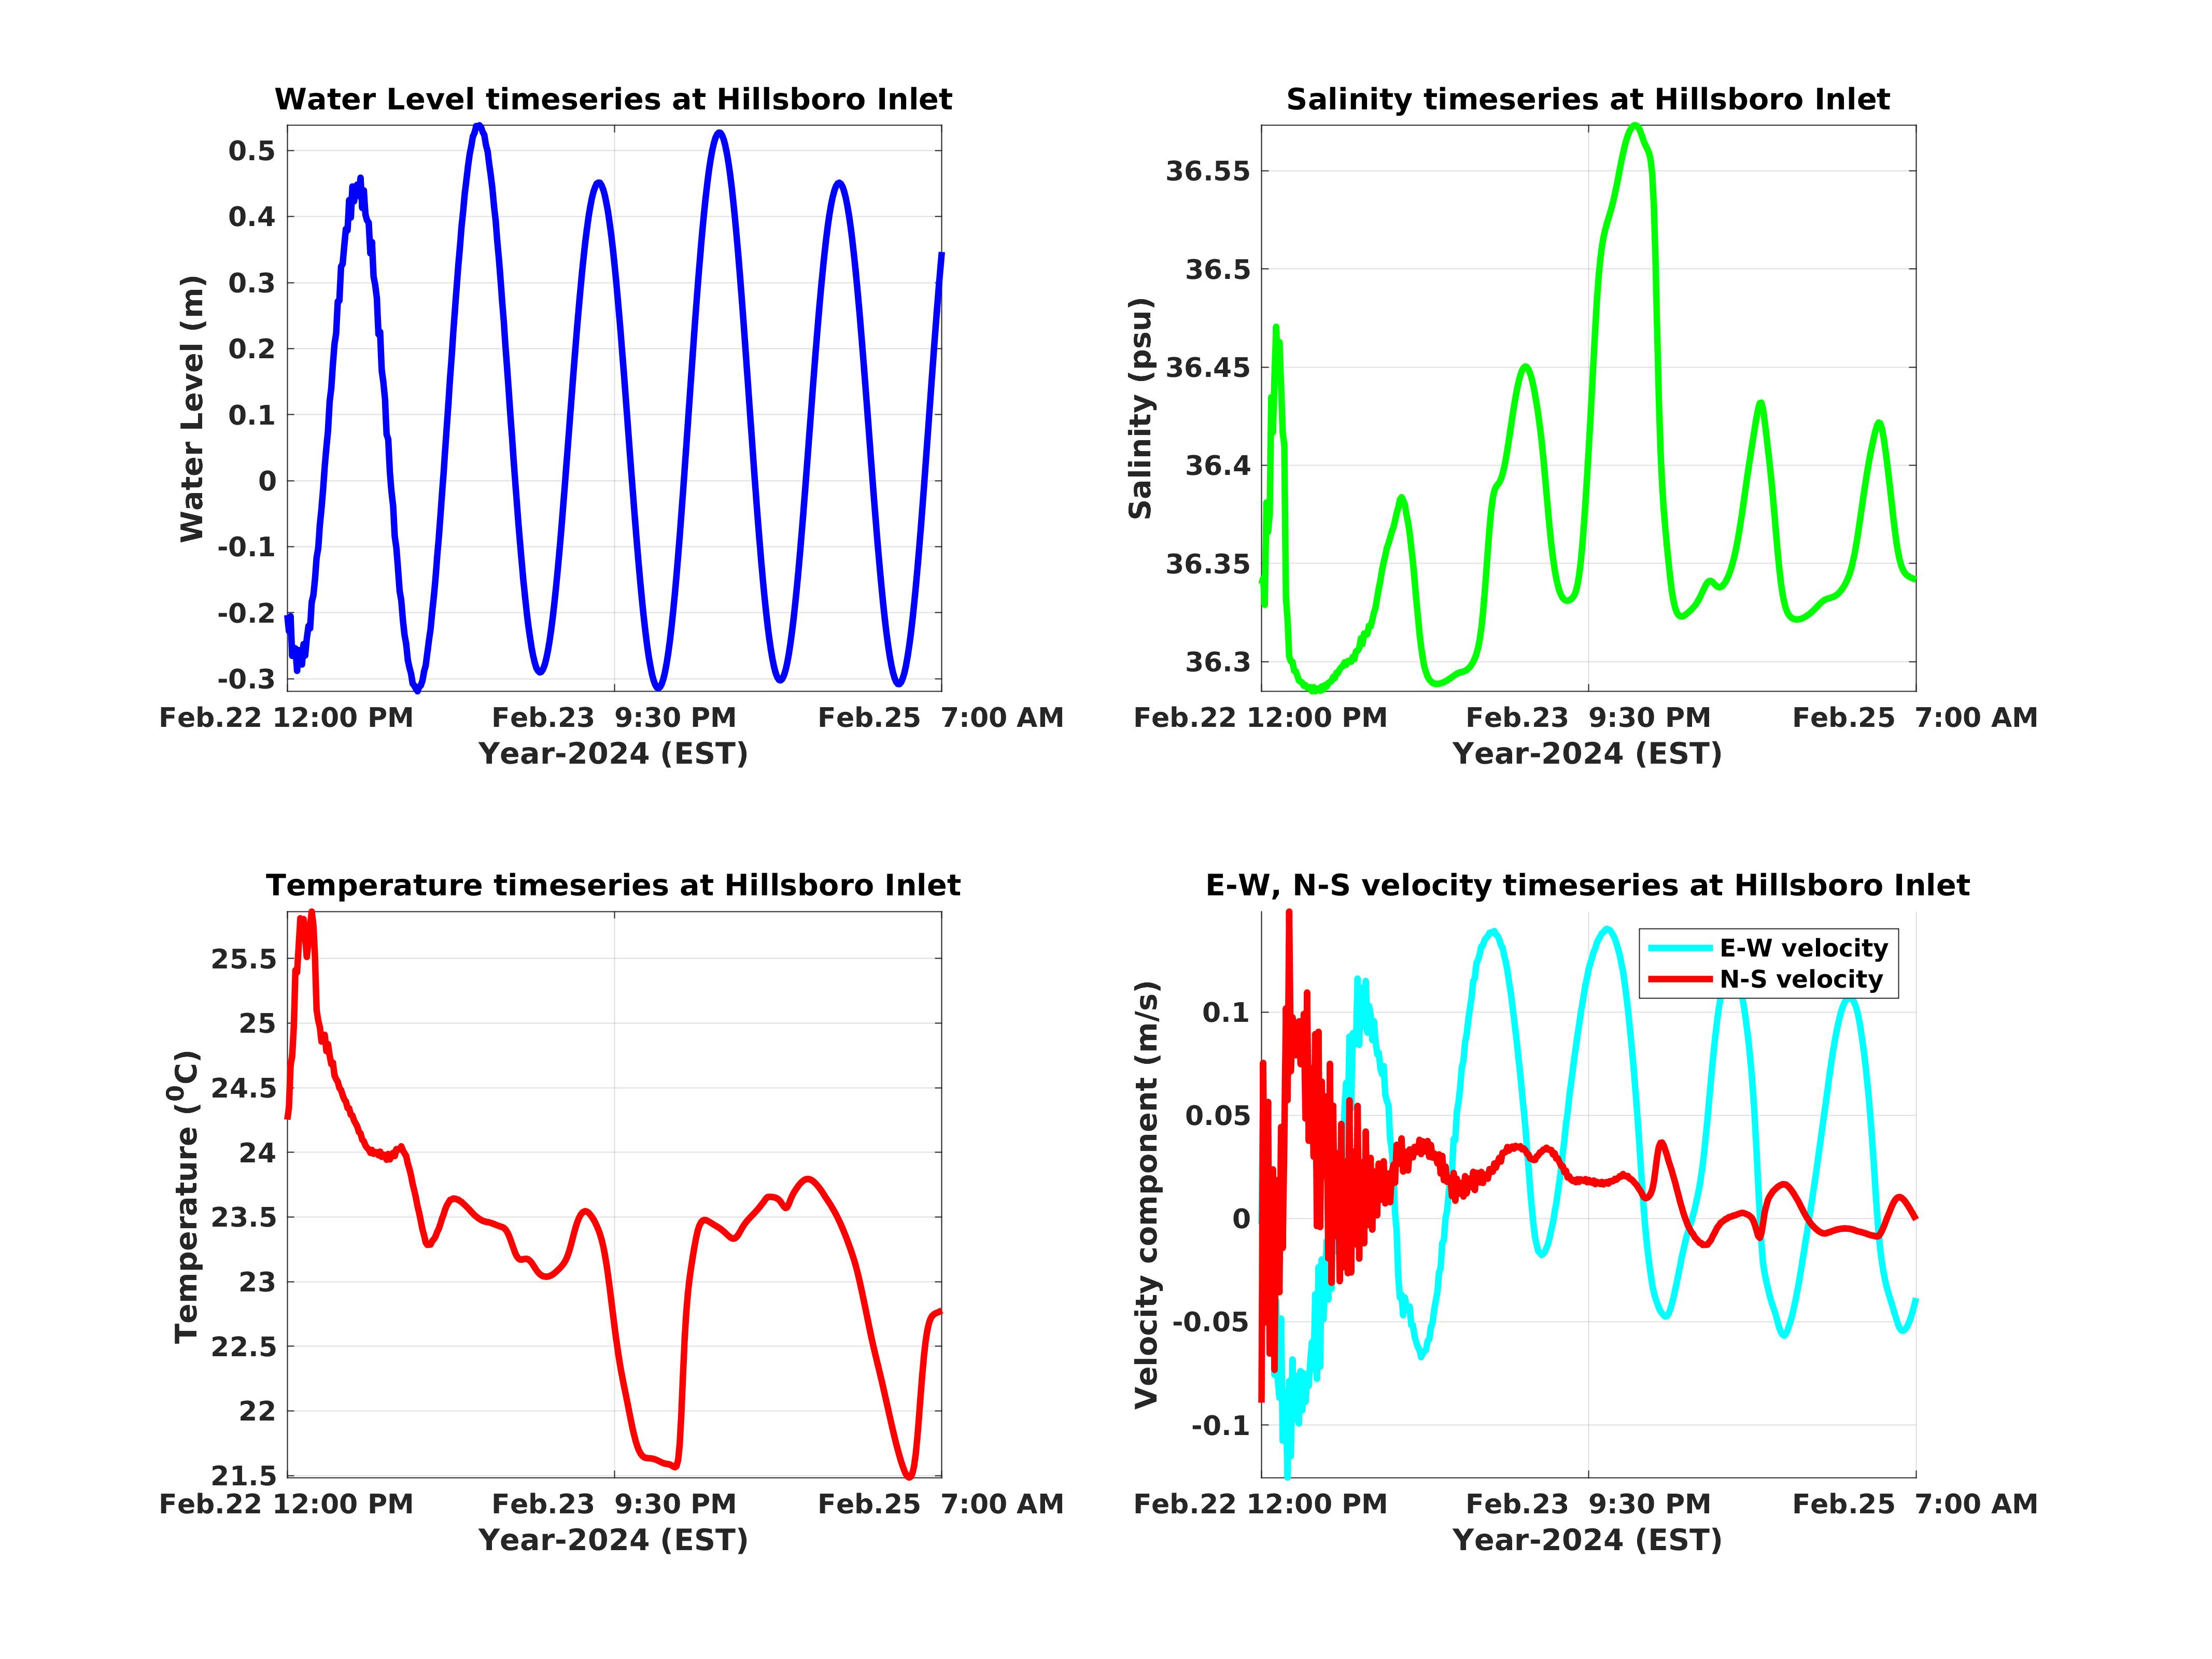 Water Level timeseries at Hillsboro Inlet
0.5
0.4
0.3
0.2
0.1
0
-0.1
-0.2
-0.3
Water Level (m)
Feb.22 12:00 PM
Feb.23 9:30 PM
Feb.25 7:00 AM
Year-2024 (EST)
Salinity timeseries at Hillsboro Inlet
36.55
36.5
36.45
36.4
36.35
36.3
Salinity (psu)
Feb.22 12:00 PM
Feb.23 9:30 PM
Feb.25 7:00 AM
Year-2024 (EST)
Temperature timeseries at Hillsboro Inlet
25.5
25
24.5
24
23.5
23
22.5
22
21.5
Temperature (⁰C)
Feb.22 12:00 PM
Feb.23 9:30 PM
Feb.25 7:00 AM
Year-2024 (EST)
E-W, N-S velocity timeseries at Hillsboro Inlet
E-W velocity
N-S velocity
0.1
0.05
0
-0.05
-0.1
Velocity component (m/s)
Feb.22 12:00 PM
Feb.23 9:30 PM
Feb.25 7:00 AM
Year-2024 (EST)